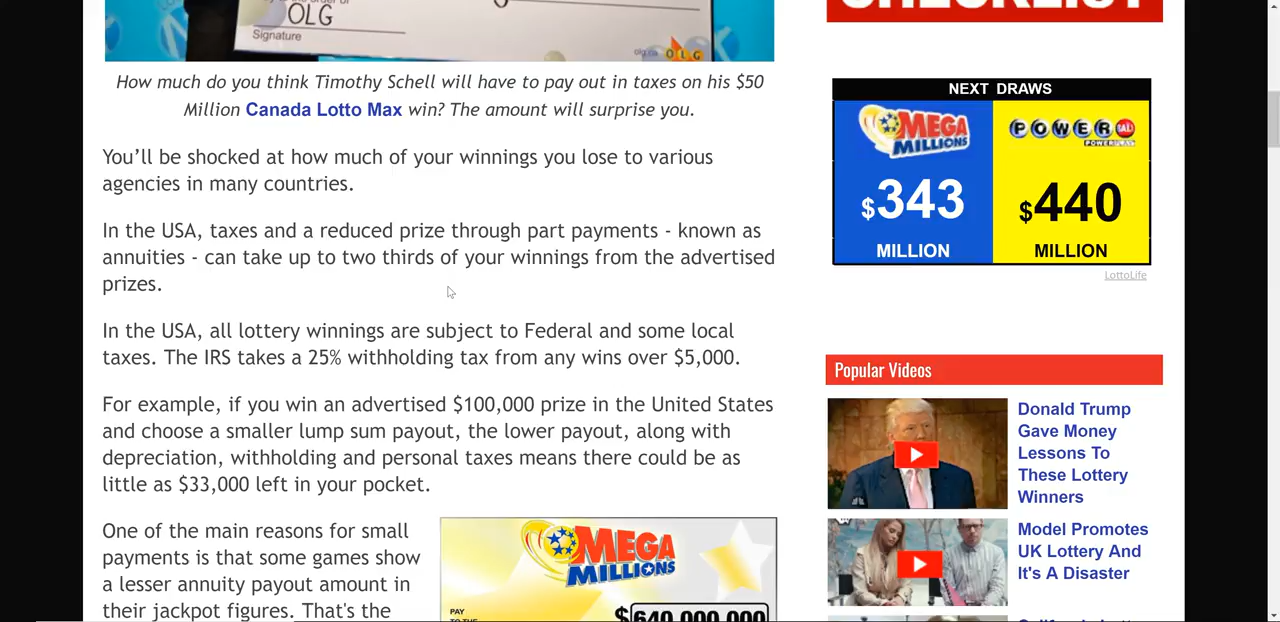 OLG
Signature
olg.ca OLG
How much do you think Timothy Schell will have to pay out in taxes on his $50
Million Canada Lotto Max win? The amount will surprise you.
You’ll be shocked at how much of your winnings you lose to various
agencies in many countries.
In the USA, taxes and a reduced prize through part payments - known as
annuities - can take up to two thirds of your winnings from the advertised
prizes.
In the USA, all lottery winnings are subject to Federal and some local
taxes. The IRS takes a 25% withholding tax from any wins over $5,000.
For example, if you win an advertised $100,000 prize in the United States
and choose a smaller lump sum payout, the lower payout, along with
depreciation, withholding and personal taxes means there could be as
little as $33,000 left in your pocket.
One of the main reasons for small
payments is that some games show
a lesser annuity payout amount in
their jackpot figures. That's the
MEGA
MILLIONS
PAY
$640,000,000
CHECKLIST
NEXT DRAWS
MEGA
MILLIONS
$343
MILLION
POWERBALL
POWERPLAY
$440
MILLION
LottoLife
Popular Videos
Donald Trump
Gave Money
Lessons To
These Lottery
Winners
Model Promotes
UK Lottery And
It's A Disaster